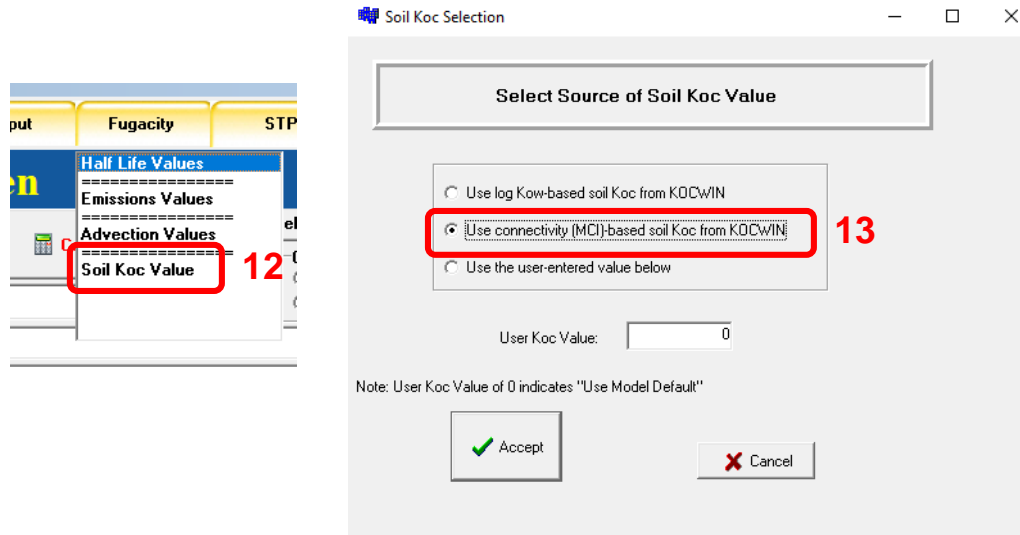 put
Fugacity
STP
en
Half Life Values
================
Emissions Values
================
Advection Values
================
Soil Koc Value
12
Soil Koc Selection
Select Source of Soil Koc Value
Use log Kow-based soil Koc from KOCWIN
Use connectivity (MCI)-based soil Koc from KOCWIN
13
Use the user-entered value below
User Koc Value: 0
Note: User Koc Value of 0 indicates "Use Model Default"
Accept
Cancel